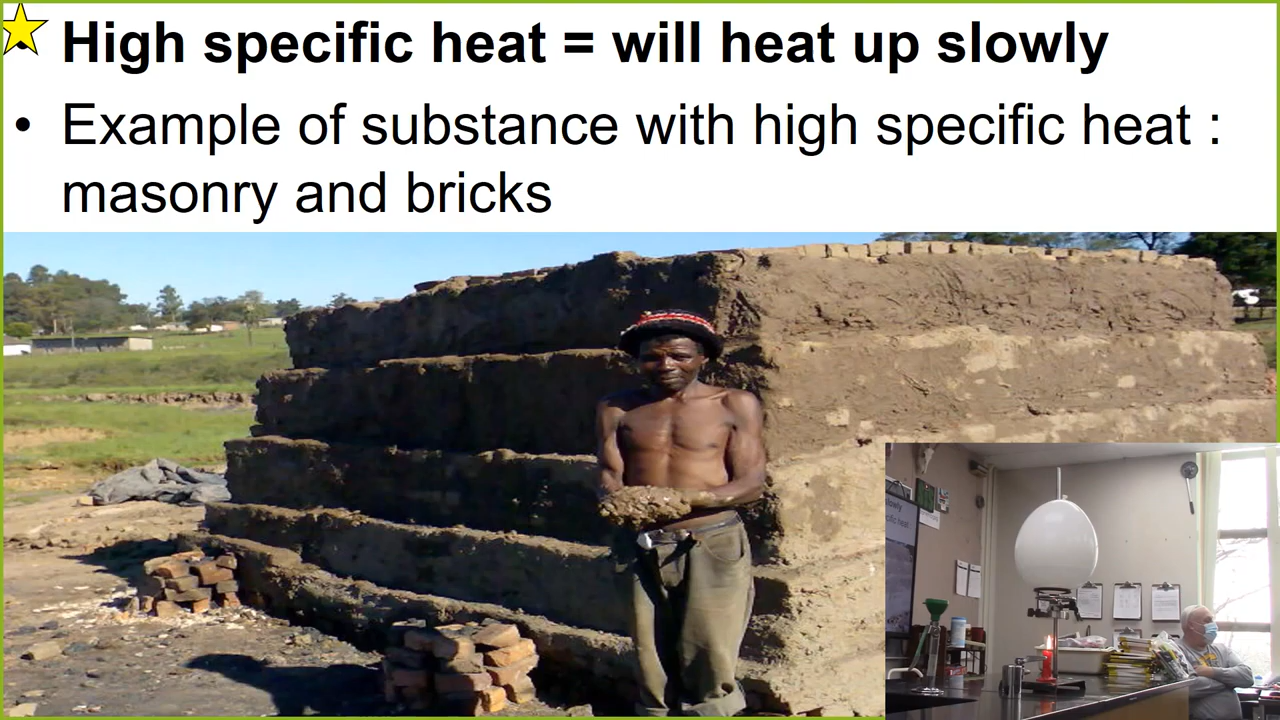 High specific heat = will heat up slowly
• Example of substance with high specific heat :
masonry and bricks